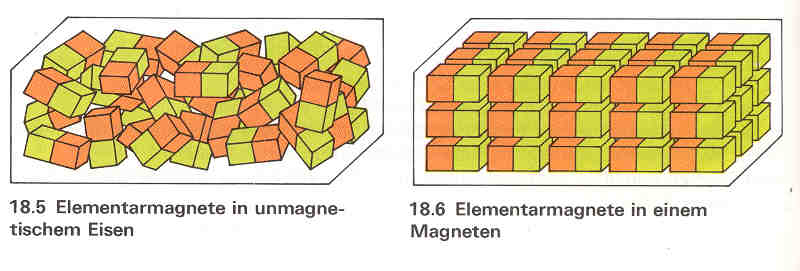 18.5 Elementarmagnete in unmagne-
tischem Eisen
18.6 Elementarmagnete in einem
Magneten